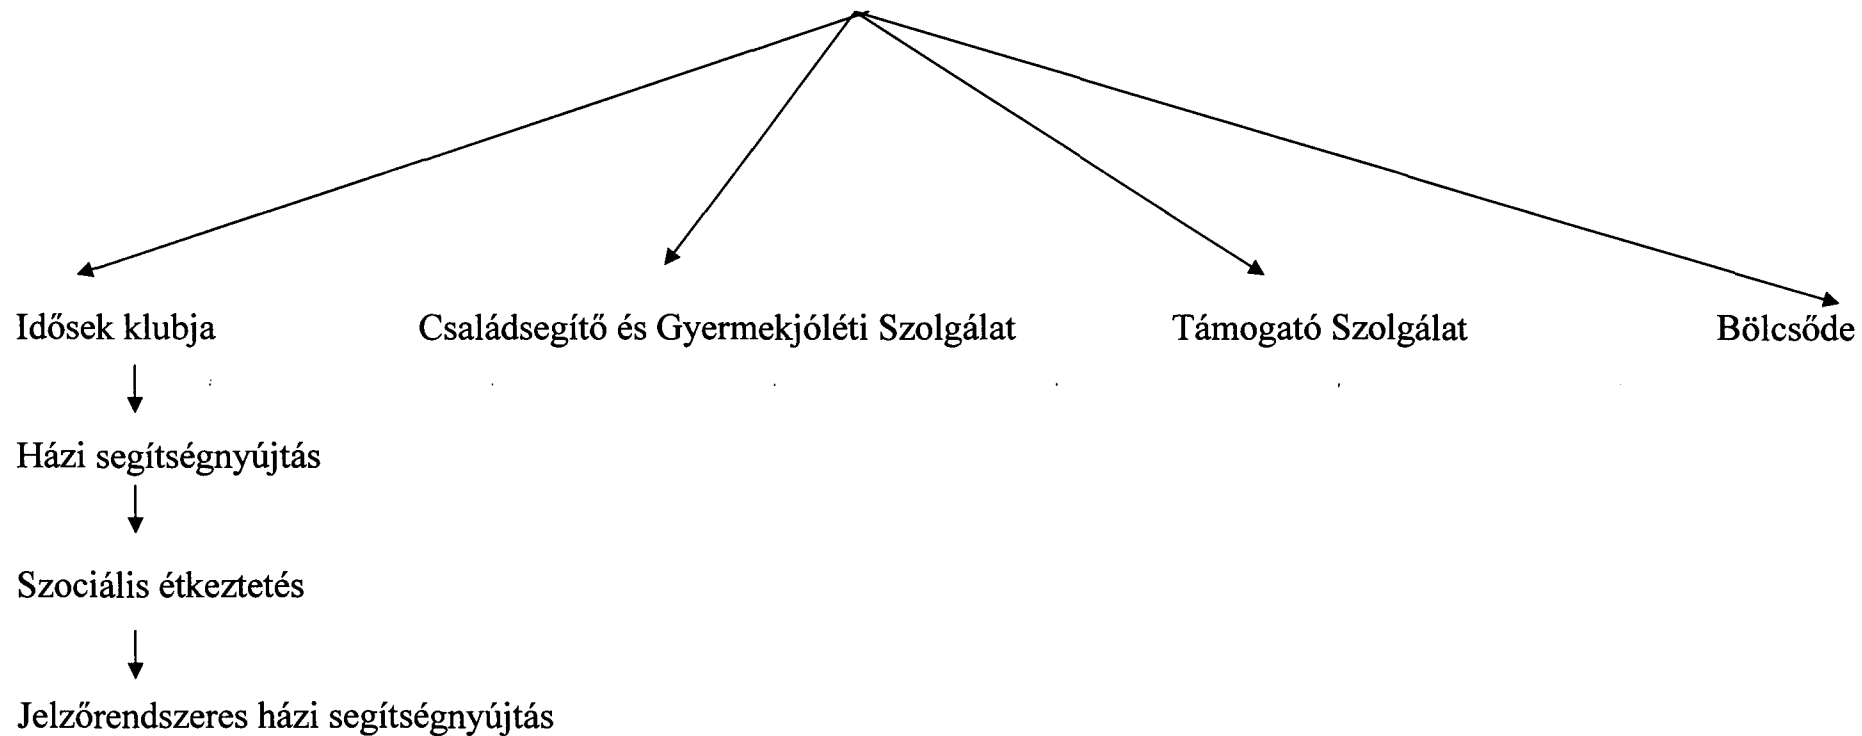 Idősek klubja
Családsegítő és Gyermekjóléti Szolgálat
Támogató Szolgálat
Bölcsőde
Házi segítségnyújtás
Szociális étkeztetés
Jelzőrendszeres házi segítségnyújtás